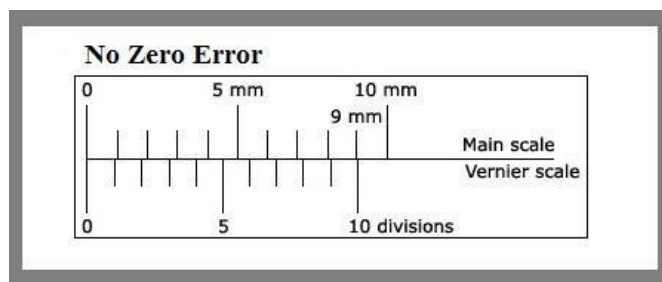 No Zero Error
0 5 mm 10 mm
9 mm
Main scale
Vernier scale
0 5 10 divisions